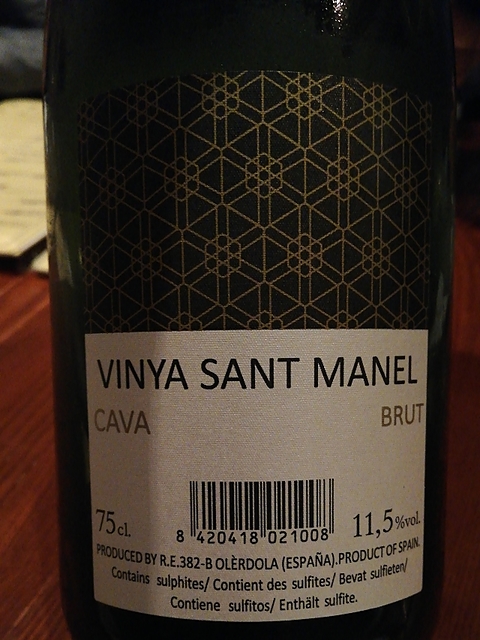 VINYA SANT MANEL
CAVA BRUT
75cl. 8 420418 021008 11,5%vol.
PRODUCED BY R.E.382-B OLÈRDOLA (ESPAÑA).PRODUCT OF SPAIN.
Contains sulphites/ Contient des sulfites/ Bevat sulfieten/
Contiene sulfitos/ Enthält sulfite.